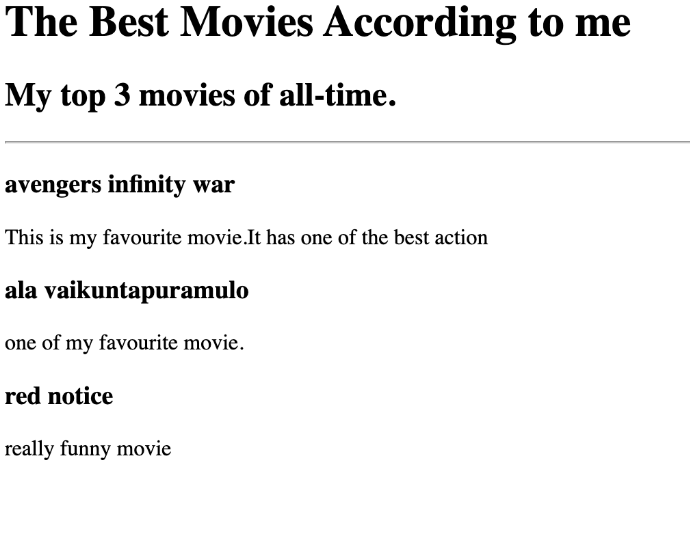 The Best Movies According to me
My top 3 movies of all-time.
avengers infinity war
This is my favourite movie.It has one of the best action
ala vaikuntapuramulo
one of my favourite movie.
red notice
really funny movie